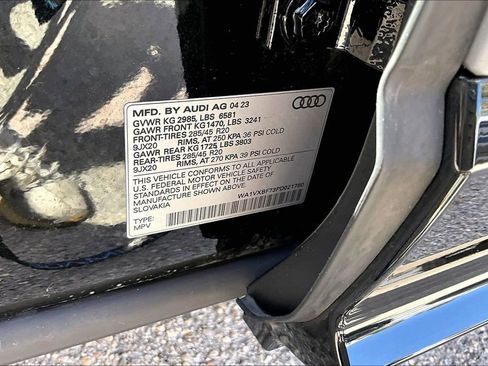 MFD. BY AUDI AG 04 23
GVWR KG 2985, LBS 6581
GAWR FRONT KG1470, LBS 3241
FRONT-TIRES 285/45 R20
9JX20 RIMS, AT 250 KPA 36 PSI COLD
GAWR REAR KG1725, LBS 3803
REAR-TIRES 285/45 R20
9JX20 RIMS, AT 270 KPA 39 PSI COLD
THIS VEHICLE CONFORMS TO ALL APPLICABLE
U.S. FEDERAL MOTOR VEHICLE SAFETY
STANDARDS IN EFFECT ON THE DATE OF
MANUFACTURE SHOWN ABOVE.
SLOVAKIA
TYPE:
MPV